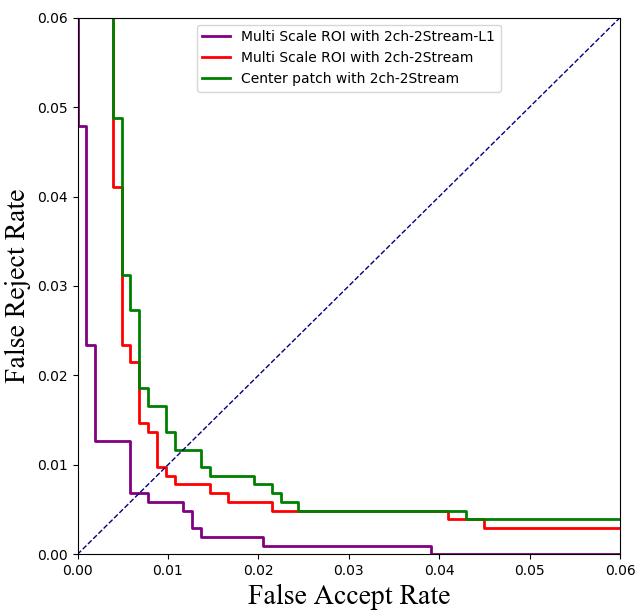 Multi Scale ROI with 2ch-2Stream-L1
Multi Scale ROI with 2ch-2Stream
Center patch with 2ch-2Stream
False Reject Rate
0.06
0.05
0.04
0.03
0.02
0.01
0.00
0.00 0.01 0.02 0.03 0.04 0.05 0.06
False Accept Rate